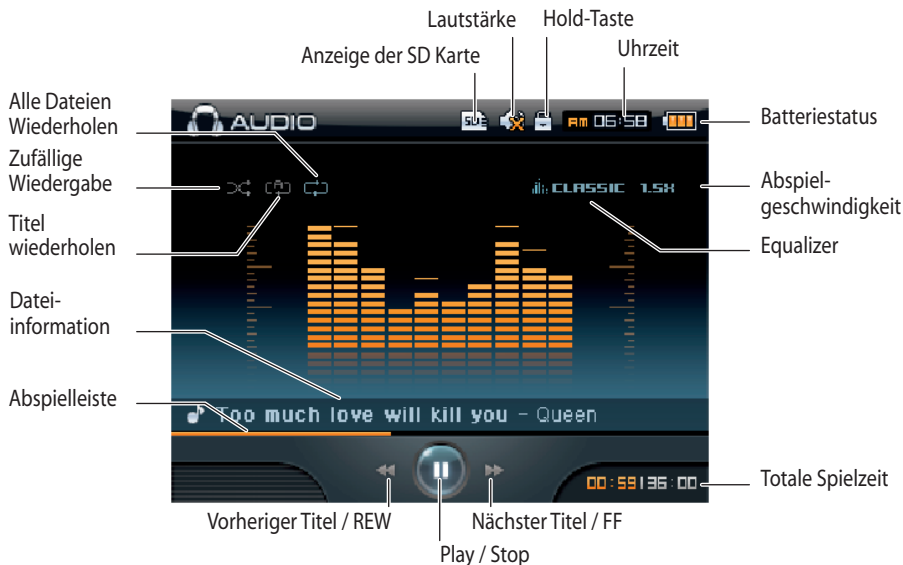 Lautstärke
Hold-Taste
Anzeige der SD Karte
Uhrzeit
Alle Dateien
Wiederholen
AUDIO
AM 06:58
Batteriestatus
Zufällige
Wiedergabe
A
CLASSIC 1.5X
Abspiel-
geschwindigkeit
Titel
wiederholen
Equalizer
Datei-
information
Abspielleiste
Too much love will kill you - Queen
00:59|36:00
Totale Spielzeit
Vorheriger Titel / REW
Nächster Titel / FF
Play / Stop